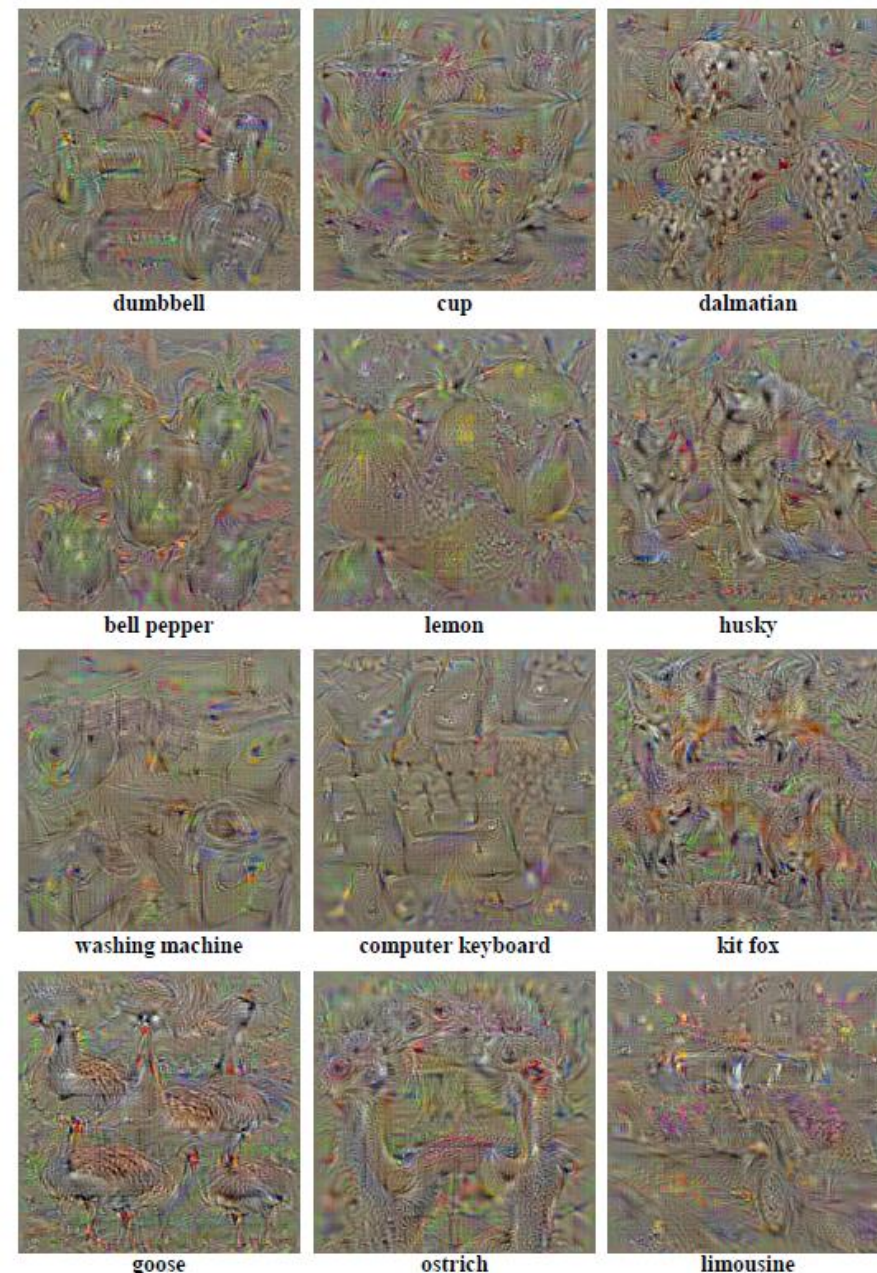 dumbbell cup dalmatian
bell pepper lemon husky
washing machine computer keyboard kit fox
goose ostrich limousine